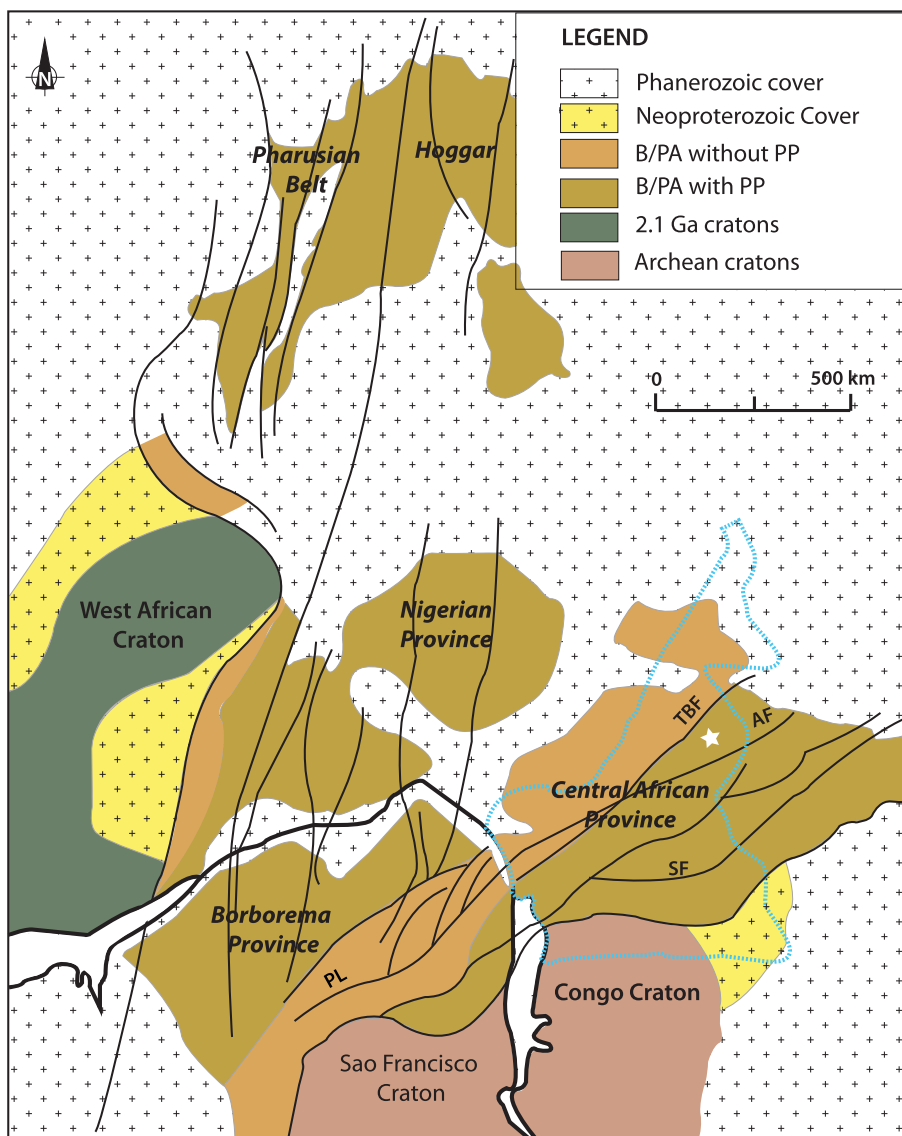 LEGEND
Phanerozoic cover
Neoproterozoic Cover
B/PA without PP
B/PA with PP
2.1 Ga cratons
Archean cratons
N
Pharusian
Belt
Hoggar
0
500 km
West African
Craton
Nigerian
Province
TBF
AF
Central African
Province
SF
Borborema
Province
PL
Congo Craton
Sao Francisco
Craton